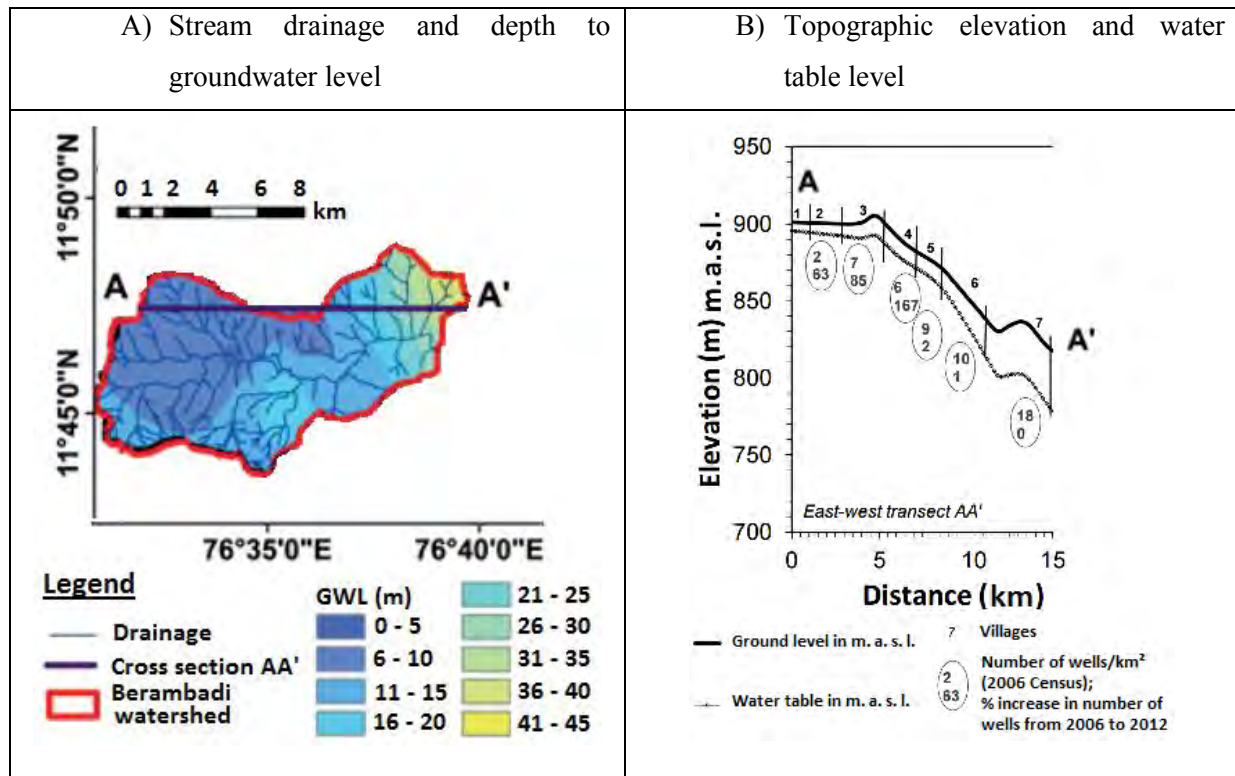 A) Stream drainage and depth to
groundwater level
B) Topographic elevation and water
table level
0 1 2 4 6 8
km
11°50'0"N
11°45'0"N
A
A'
76°35'0"E
76°40'0"E
Legend
Drainage
Cross section AA'
Berambadi
watershed
GWL (m)
0 - 5
6 - 10
11 - 15
16 - 20
21 - 25
26 - 30
31 - 35
36 - 40
41 - 45
Elevation (m) m.a.s.l.
950
900
850
800
750
700
A
1 2 3 4 5 6 7
2
63
7
85
6
167
9
2
10
1
18
0
A'
East-west transect AA'
0 5 10 15
Distance (km)
Ground level in m. a. s. l.
Water table in m. a. s. l.
7 Villages
2
63
Number of wells/km²
(2006 Census);
% increase in number of
wells from 2006 to 2012